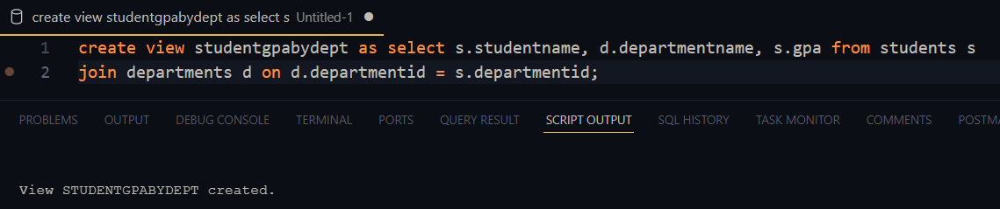 create view studentgpabydept as select s Untitled-1
1 create view studentgpabydept as select s.studentname, d.departmentname, s.gpa from students s
2 join departments d on d.departmentid = s.departmentid;
PROBLEMS OUTPUT DEBUG CONSOLE TERMINAL PORTS QUERY RESULT SCRIPT OUTPUT SQL HISTORY TASK MONITOR COMMENTS POSTMA
View STUDENTGPABYDEPT created.